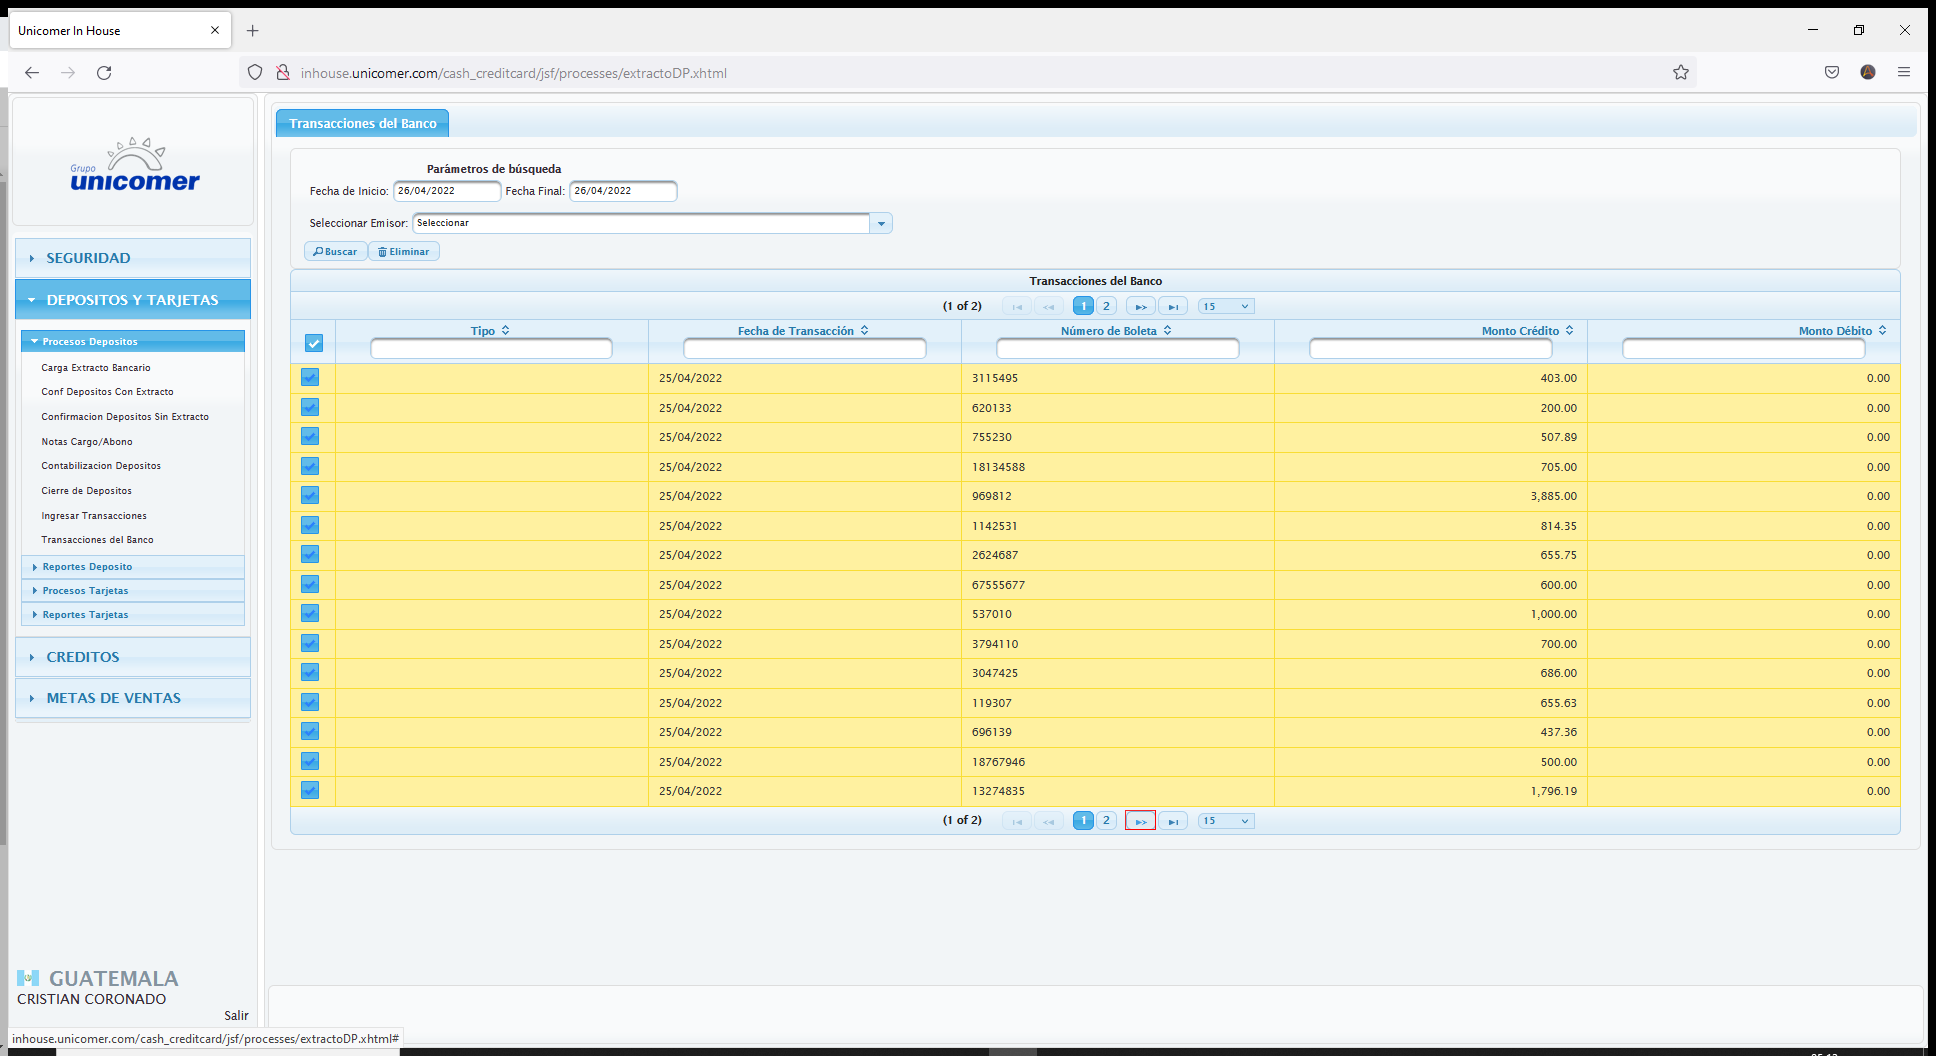 Unicomer In House
inhouse.unicomer.com/cash_creditcard/jsf/processes/extractoDP.xhtml
Grupo
unicomer
SEGURIDAD
DEPOSITOS Y TARJETAS
Procesos Depositos
Carga Extracto Bancario
Conf Depositos Con Extracto
Confirmacion Depositos Sin Extracto
Notas Cargo/Abono
Contabilizacion Depositos
Cierre de Depositos
Ingresar Transacciones
Transacciones del Banco
Reportes Deposito
Procesos Tarjetas
Reportes Tarjetas
CREDITOS
METAS DE VENTAS
GUATEMALA
CRISTIAN CORONADO
Salir
inhouse.unicomer.com/cash_creditcard/jsf/processes/extractoDP.xhtml#
Transacciones del Banco
Parámetros de búsqueda
Fecha de Inicio: 26/04/2022 Fecha Final: 26/04/2022
Seleccionar Emisor: Seleccionar
Buscar Eliminar
Transacciones del Banco
(1 of 2) 1 2 15
Tipo Fecha de Transacción Número de Boleta Monto Crédito Monto Débito
25/04/2022 3115495 403.00 0.00
25/04/2022 620133 200.00 0.00
25/04/2022 755230 507.89 0.00
25/04/2022 18134588 705.00 0.00
25/04/2022 969812 3,885.00 0.00
25/04/2022 1142531 814.35 0.00
25/04/2022 2624687 655.75 0.00
25/04/2022 67555677 600.00 0.00
25/04/2022 537010 1,000.00 0.00
25/04/2022 3794110 700.00 0.00
25/04/2022 3047425 686.00 0.00
25/04/2022 119307 655.63 0.00
25/04/2022 696139 437.36 0.00
25/04/2022 18767946 500.00 0.00
25/04/2022 13274835 1,796.19 0.00
(1 of 2) 1 2 15